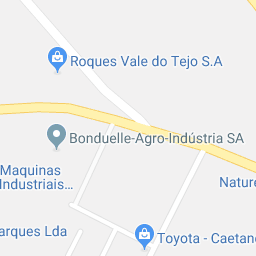 Roques Vale do Tejo S.A
Bonduelle-Agro-Indústria SA
Maquinas
Industriais...
Nature
arques Lda
Toyota - Caetano